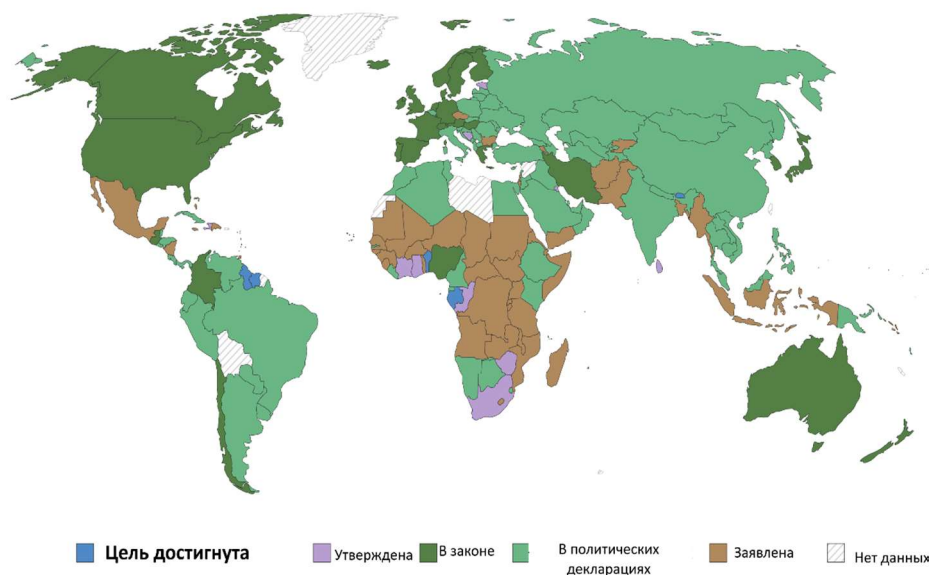 Цель достигнута
Утверждена
В законе
В политических
декларациях
Заявлена
Нет данных